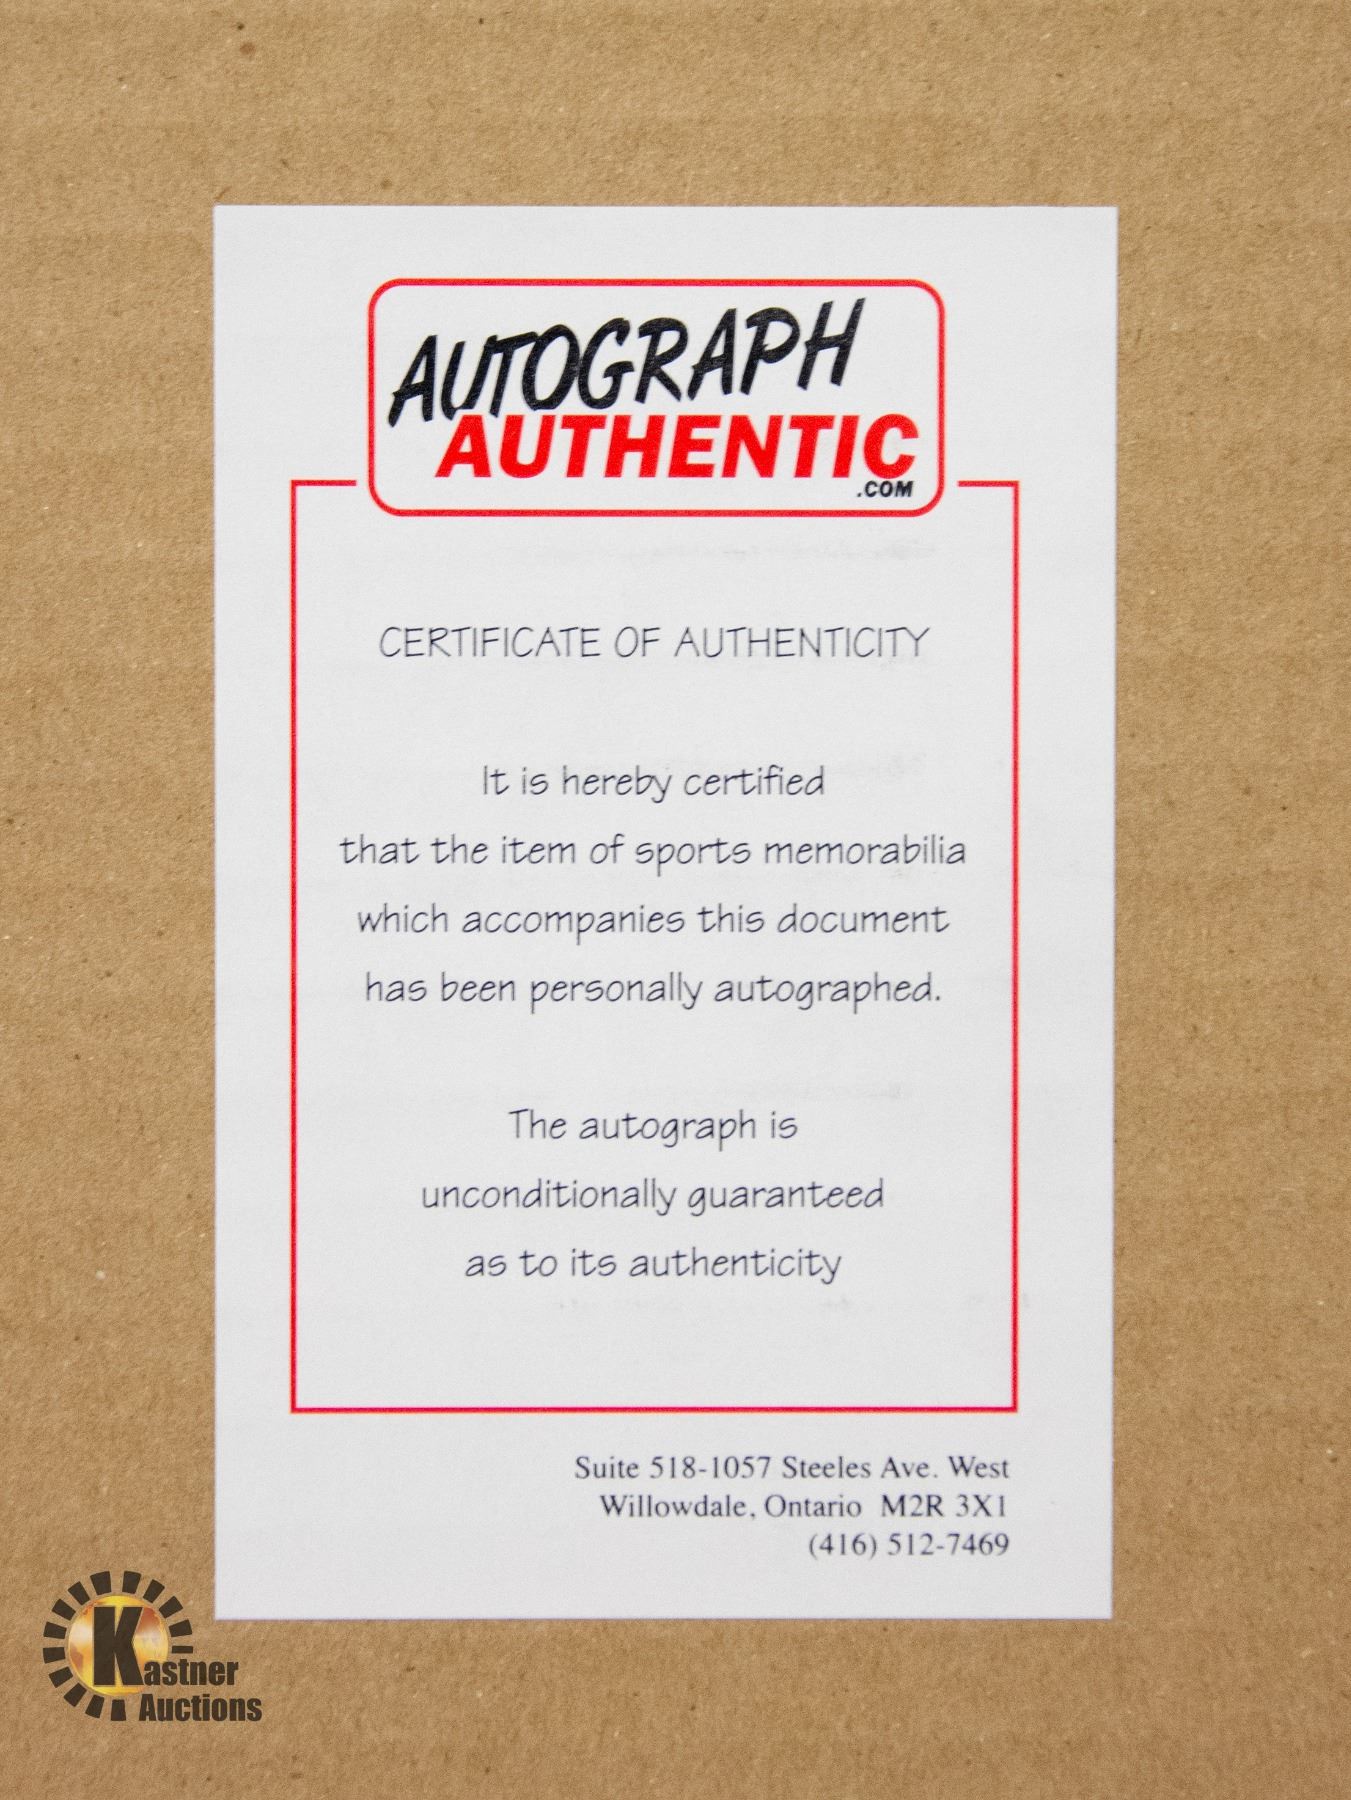 AUTOGRAPH
AUTHENTIC
.COM
CERTIFICATE OF AUTHENTICITY
It is hereby certified
that the item of sports memorabilia
which accompanies this document
has been personally autographed.
The autograph is
unconditionally guaranteed
as to its authenticity
Suite 518-1057 Steeles Ave. West
Willowdale, Ontario M2R 3X1
(416) 512-7469
Kastner
Auctions